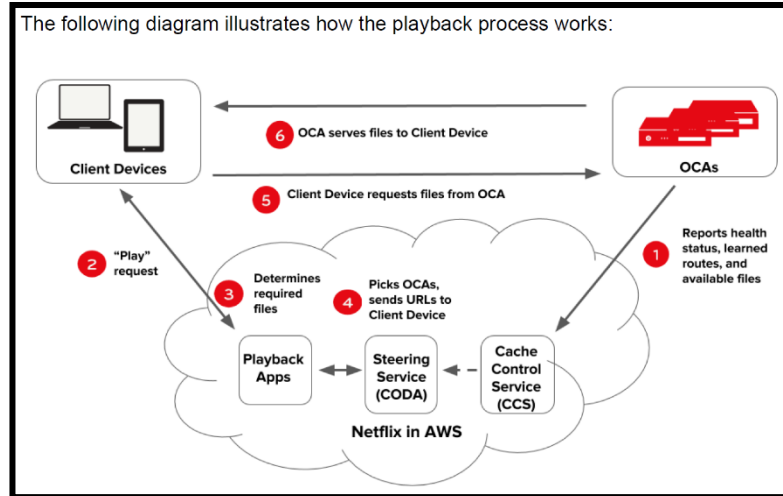 The following diagram illustrates how the playback process works:
6 OCA serves files to Client Device
Client Devices
OCAs
5 Client Device requests files from OCA
1 Reports health
status, learned
routes, and
available files
2 “Play”
request
3 Determines
required
files
4 Picks OCAs,
sends URLs to
Client Device
Playback
Apps
Steering
Service
(CODA)
Cache
Control
Service
(CCS)
Netflix in AWS